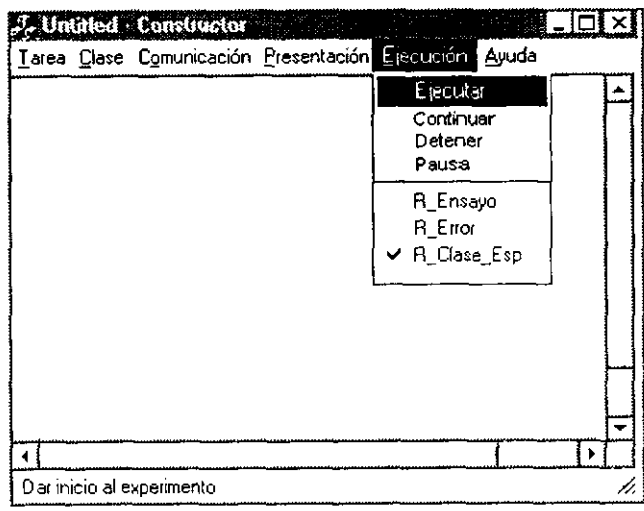 Untitled - Constructor
Tarea Clase Comunicación Presentación Ejecución Ayuda
Ejecutar
Continuar
Detener
Pausa
R_Ensayo
R_Error
R_Clase_Esp
Dar inicio al experimento